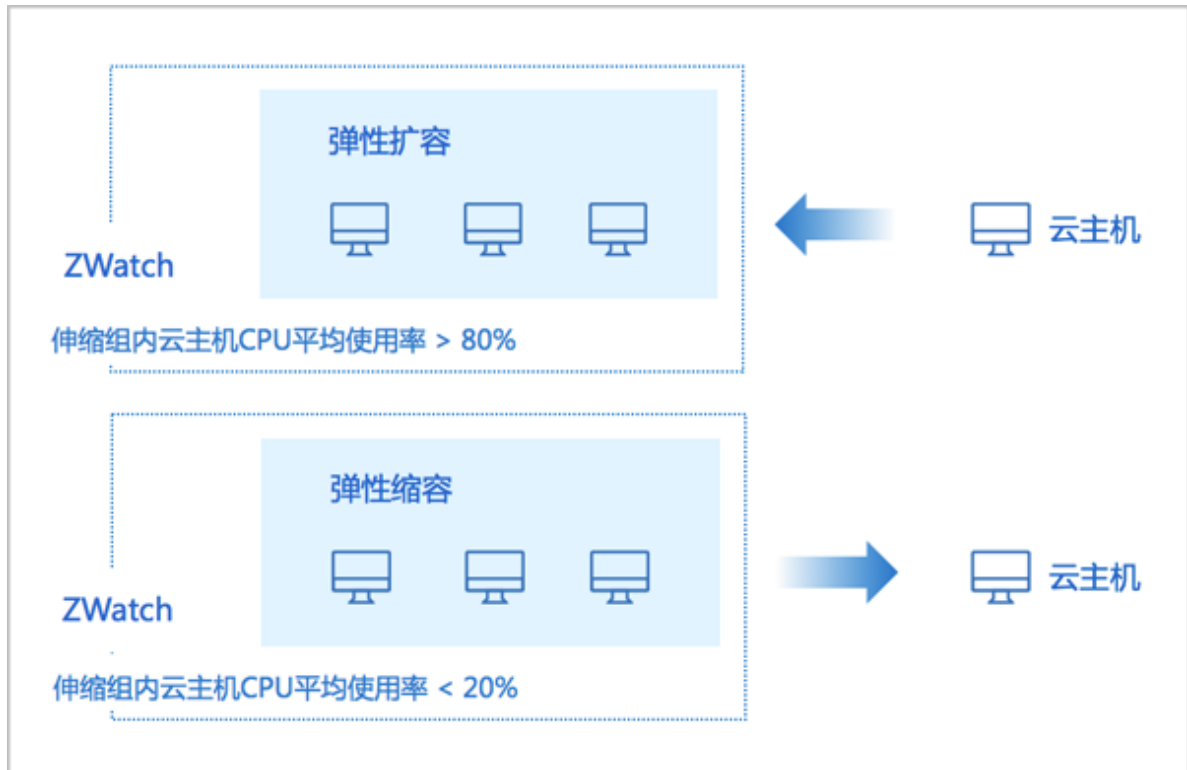 弹性扩容
云主机
ZWatch
伸缩组内云主机CPU平均使用率 > 80%
弹性缩容
云主机
ZWatch
伸缩组内云主机CPU平均使用率 < 20%